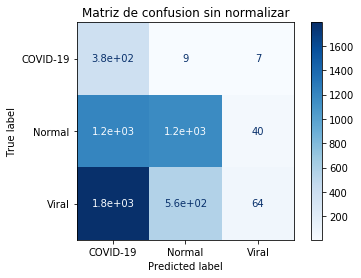 Matriz de confusion sin normalizar
COVID-19 3.8e+02 9 7
Normal 1.2e+03 1.2e+03 40
Viral 1.8e+03 5.6e+02 64
COVID-19 Normal Viral
True label
Predicted label
1600
1400
1200
1000
800
600
400
200